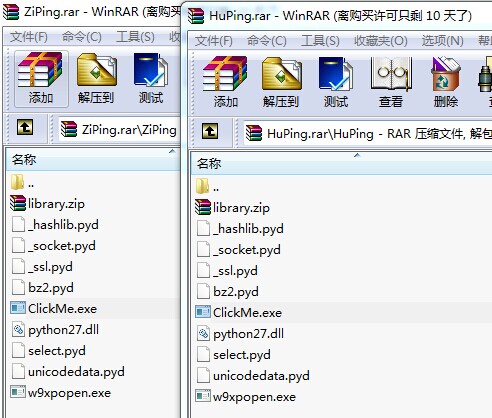 ZiPing.rar - WinRAR (离购买
文件(F) 命令(C) 工具(S) 收
添加 解压到 测试
ZiPing.rar\ZiPing
名称
..
library.zip
_hashlib.pyd
_socket.pyd
_ssl.pyd
bz2.pyd
ClickMe.exe
python27.dll
select.pyd
unicodedata.pyd
w9xpopen.exe
HuPing.rar - WinRAR (离购买许可只剩 10 天了)
文件(F) 命令(C) 工具(S) 收藏夹(O) 选项(N) 帮助
添加 解压到 测试 查看 删除
HuPing.rar\HuPing - RAR 压缩文件, 解包
名称
..
library.zip
_hashlib.pyd
_socket.pyd
_ssl.pyd
bz2.pyd
ClickMe.exe
python27.dll
select.pyd
unicodedata.pyd
w9xpopen.exe